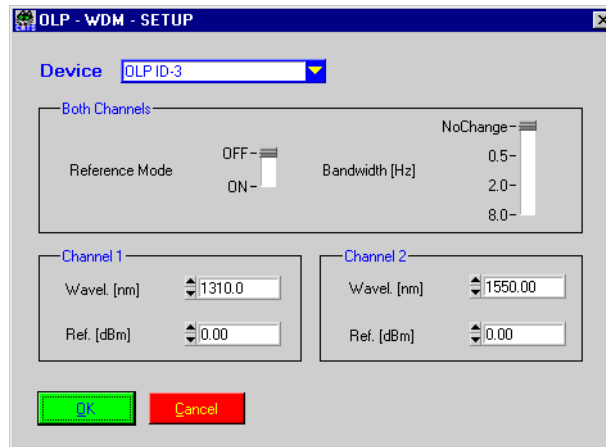 OLP - WDM - SETUP
Device OLP ID-3
Both Channels
Reference Mode OFF ON
Bandwidth [Hz] NoChange 0.5 2.0 8.0
Channel 1
Wavel. [nm] 1310.0
Ref. [dBm] 0.00
Channel 2
Wavel. [nm] 1550.00
Ref. [dBm] 0.00
OK Cancel